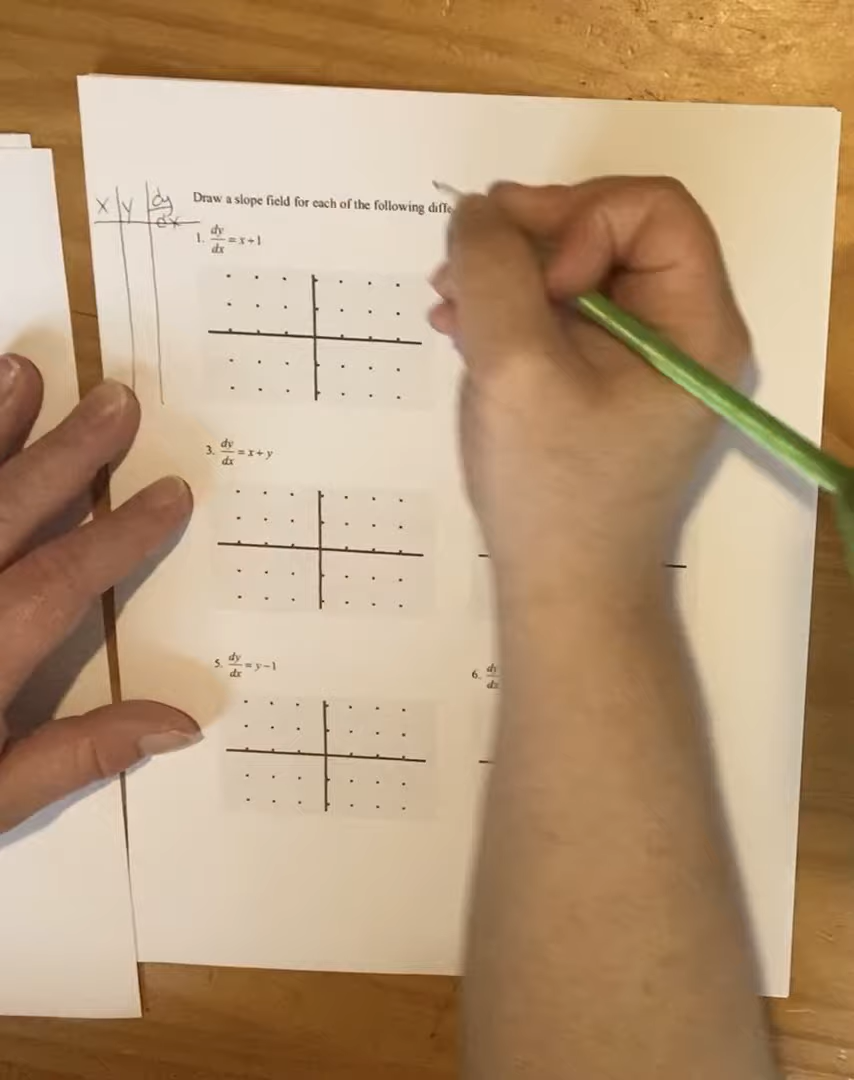 x y dy/dx
Draw a slope field for each of the following
1. dy/dx = x+1
3. dy/dx = x+y
5. dy/dx = y−1
6.